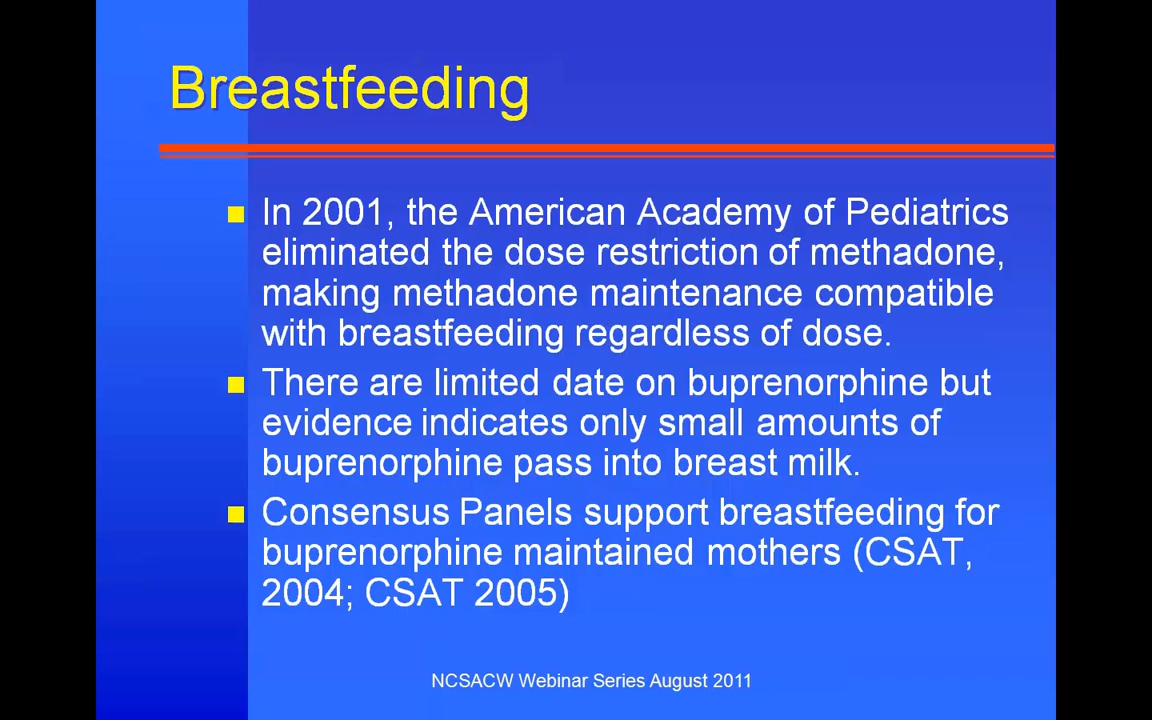 Breastfeeding
In 2001, the American Academy of Pediatrics
eliminated the dose restriction of methadone,
making methadone maintenance compatible
with breastfeeding regardless of dose.
There are limited date on buprenorphine but
evidence indicates only small amounts of
buprenorphine pass into breast milk.
Consensus Panels support breastfeeding for
buprenorphine maintained mothers (CSAT,
2004; CSAT 2005)
NCSACW Webinar Series August 2011